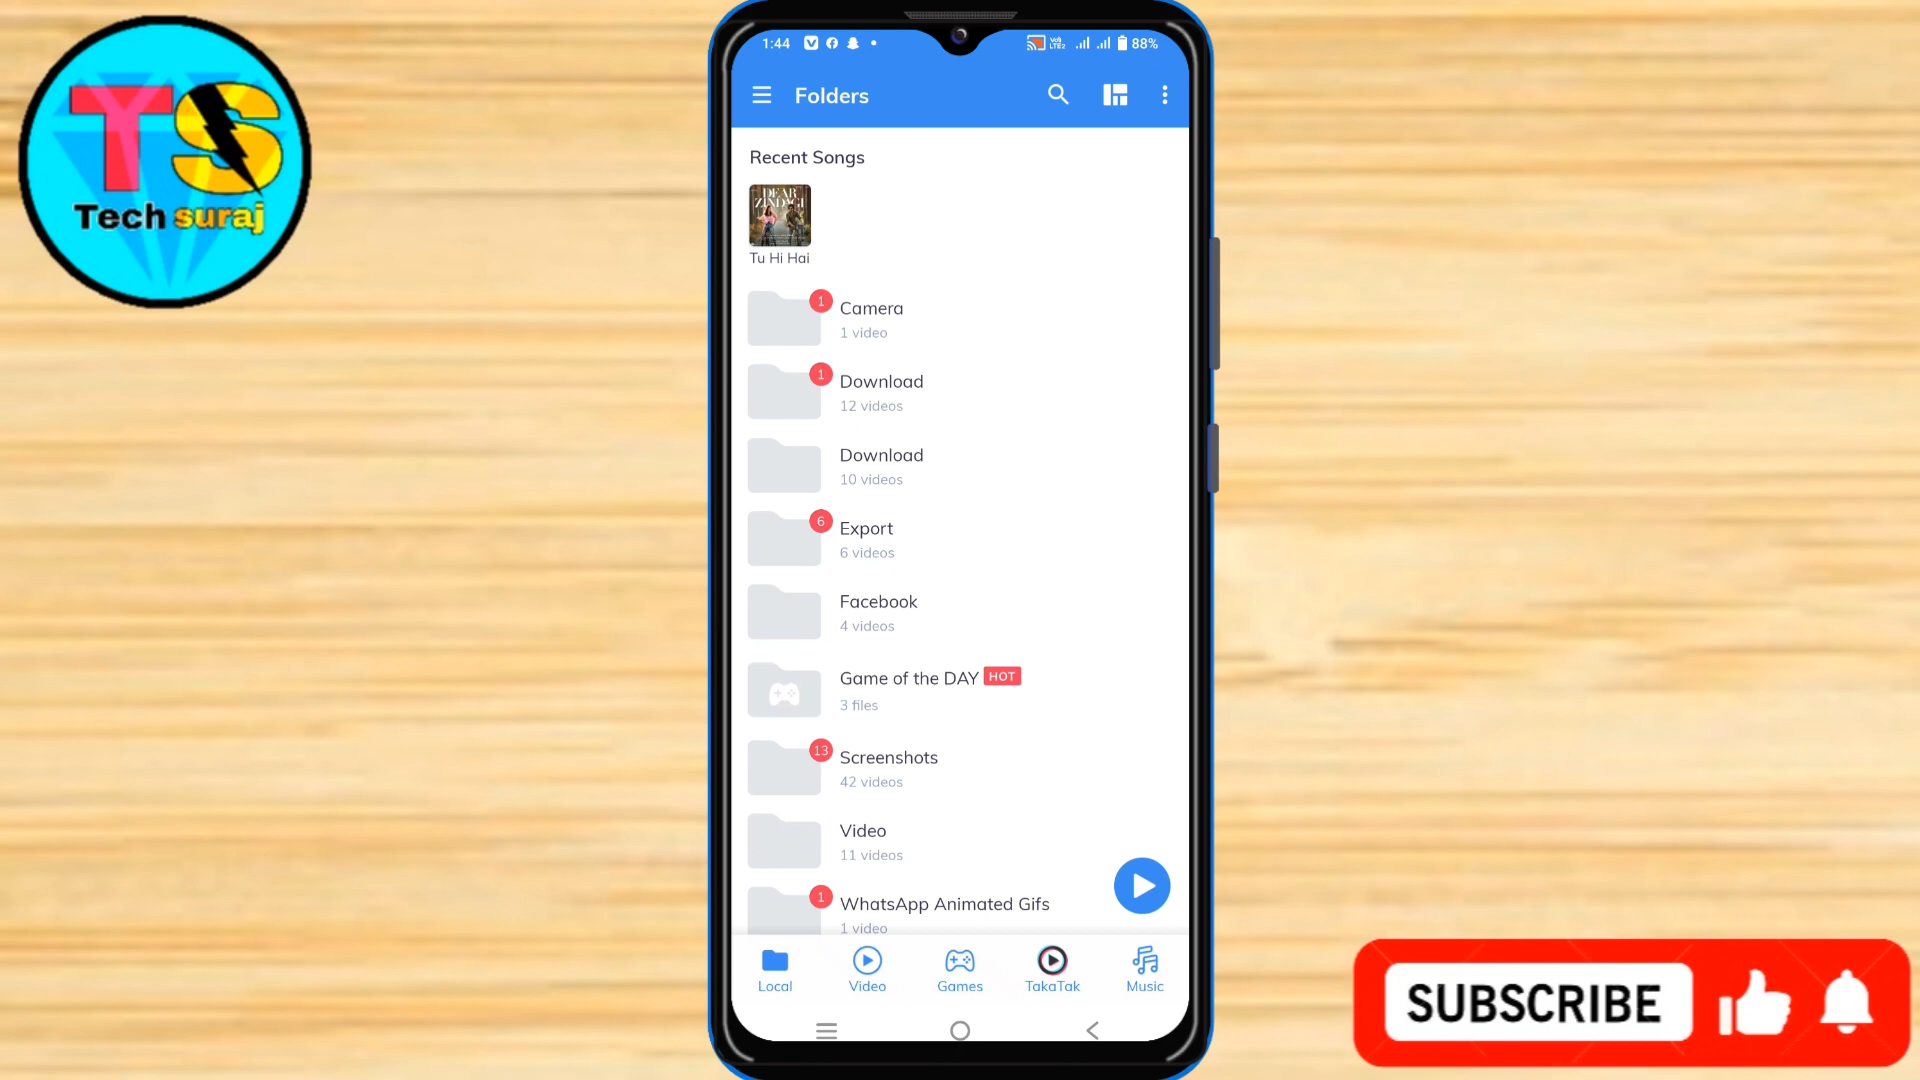 TS
Tech suraj
1:44
VoLTE2
88%
Folders
Recent Songs
DEAR
ZINDAGI
Tu Hi Hai
1
Camera
1 video
1
Download
12 videos
Download
10 videos
6
Export
6 videos
Facebook
4 videos
Game of the DAY HOT
3 files
13
Screenshots
42 videos
Video
11 videos
1
WhatsApp Animated Gifs
1 video
Local
Video
Games
TakaTak
Music
SUBSCRIBE